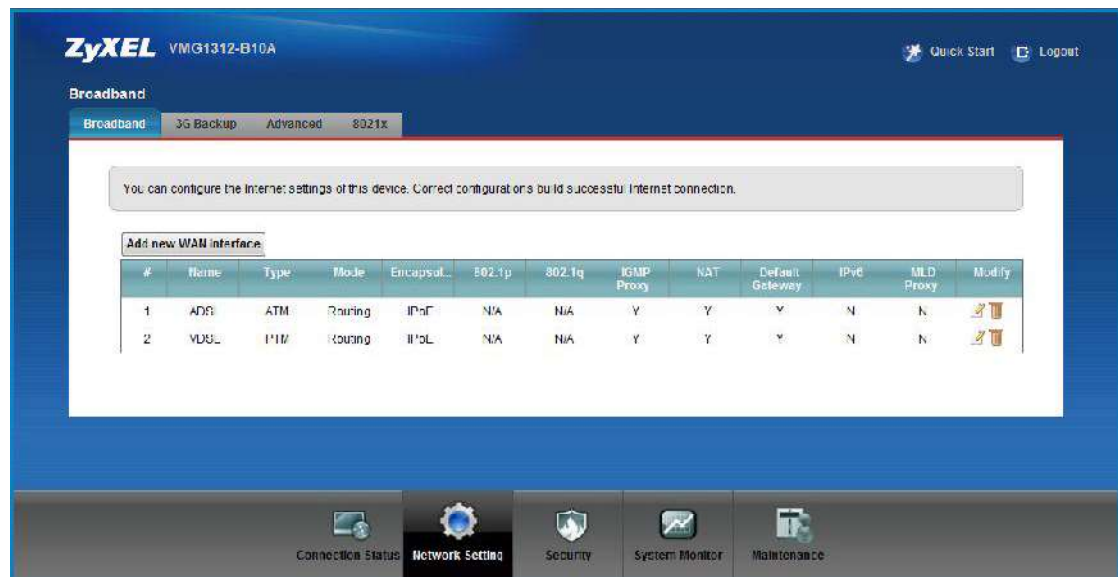 ZyXEL VMG1312-B10A
Quick Start Logout
Broadband
Broadband 3G Backup Advanced 8021x
You can configure the Internet settings of this device. Correct configurations build successful Internet connection.
Add new WAN interface
# Name Type Mode Encapsul... 802.1p 802.1q IGMP Proxy NAT Default Gateway IPv6 MLD Proxy Modify
1 ADSL ATM Routing IPoE N/A N/A Y Y Y N N
2 VDSL PTM Routing IPoE N/A N/A Y Y Y N N
Connection Status Network Setting Security System Monitor Maintenance